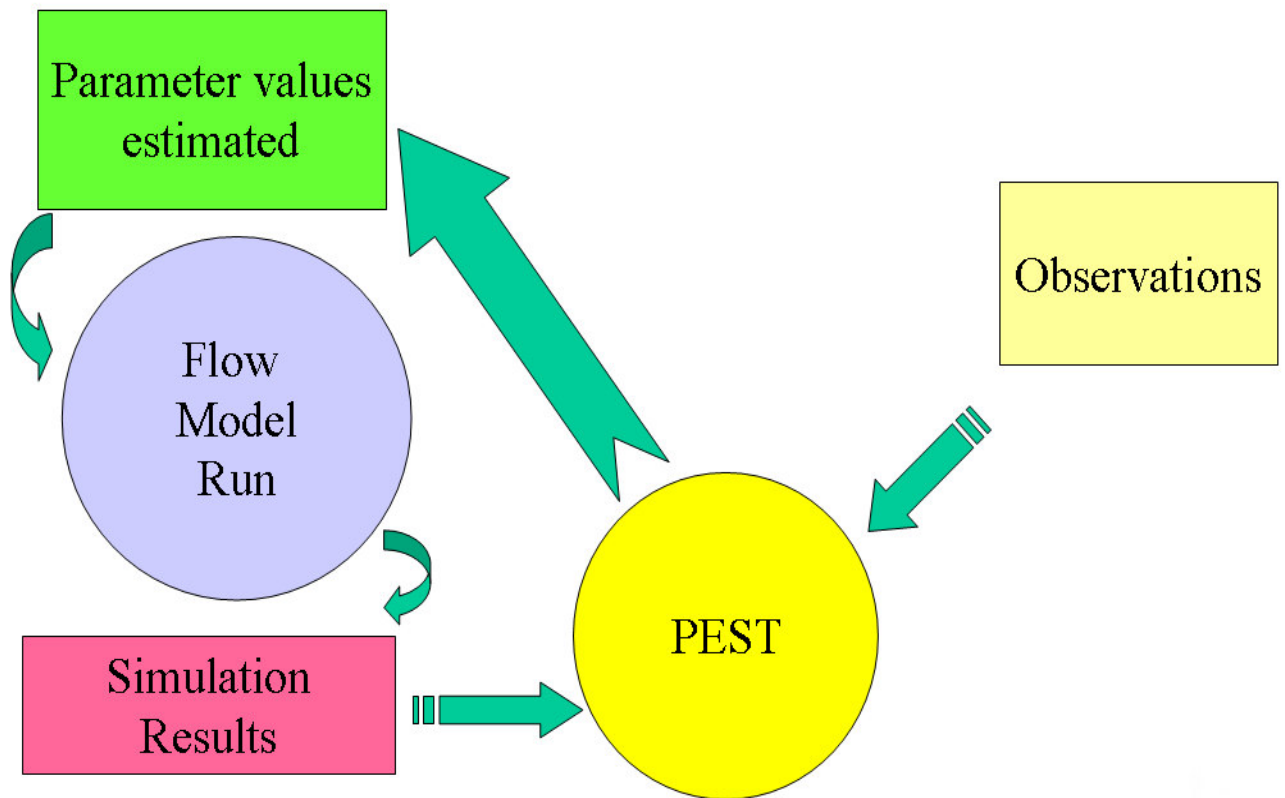 Parameter values
estimated
Observations
Flow
Model
Run
PEST
Simulation
Results